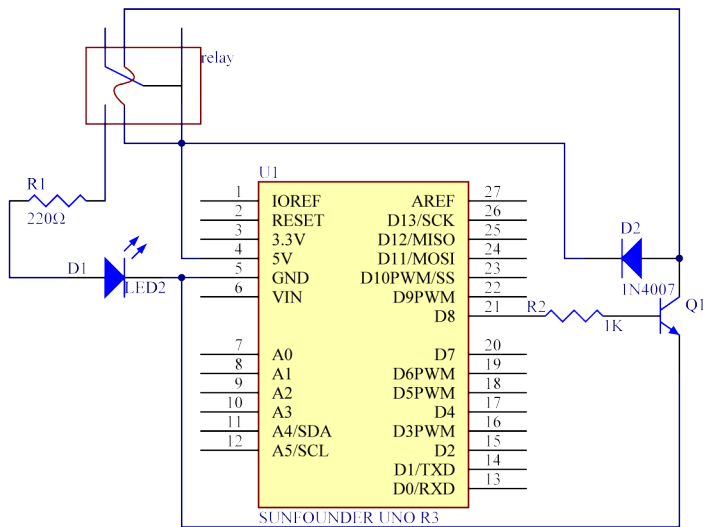 relay
R1
220Ω
D1
LED2
U1
1 IOREF AREF 27
2 RESET D13/SCK 26
3 3.3V D12/MISO 25
4 5V D11/MOSI 24
5 GND D10PWM/SS 23
6 VIN D9PWM 22
D8 21
7 A0 D7 20
8 A1 D6PWM 19
9 A2 D5PWM 18
10 A3 D4 17
11 A4/SDA D3PWM 16
12 A5/SCL D2 15
D1/TXD 14
D0/RXD 13
SUNFOUNDER UNO R3
D2
1N4007
Q1
R2
1K